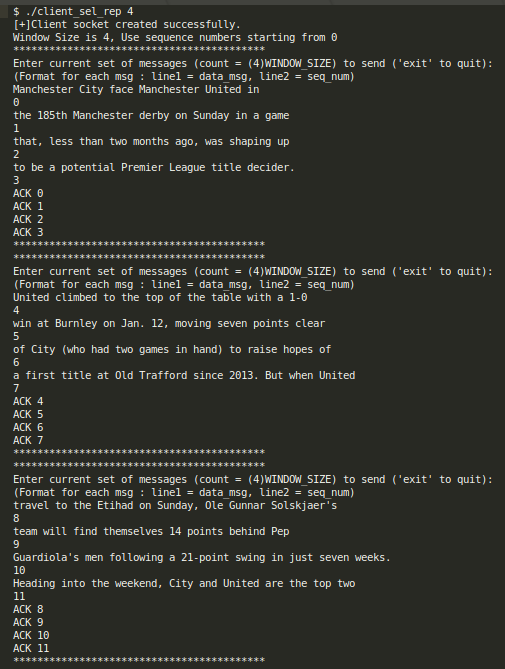 $ ./client_sel_rep 4
[+]Client socket created successfully.
Window Size is 4, Use sequence numbers starting from 0
******************************************
Enter current set of messages (count = (4)WINDOW_SIZE) to send ('exit' to quit):
(Format for each msg : line1 = data_msg, line2 = seq_num)
Manchester City face Manchester United in
0
the 185th Manchester derby on Sunday in a game
1
that, less than two months ago, was shaping up
2
to be a potential Premier League title decider.
3
ACK 0
ACK 1
ACK 2
ACK 3
******************************************
******************************************
Enter current set of messages (count = (4)WINDOW_SIZE) to send ('exit' to quit):
(Format for each msg : line1 = data_msg, line2 = seq_num)
United climbed to the top of the table with a 1-0
4
win at Burnley on Jan. 12, moving seven points clear
5
of City (who had two games in hand) to raise hopes of
6
a first title at Old Trafford since 2013. But when United
7
ACK 4
ACK 5
ACK 6
ACK 7
******************************************
******************************************
Enter current set of messages (count = (4)WINDOW_SIZE) to send ('exit' to quit):
(Format for each msg : line1 = data_msg, line2 = seq_num)
travel to the Etihad on Sunday, Ole Gunnar Solskjaer's
8
team will find themselves 14 points behind Pep
9
Guardiola's men following a 21-point swing in just seven weeks.
10
Heading into the weekend, City and United are the top two
11
ACK 8
ACK 9
ACK 10
ACK 11
******************************************